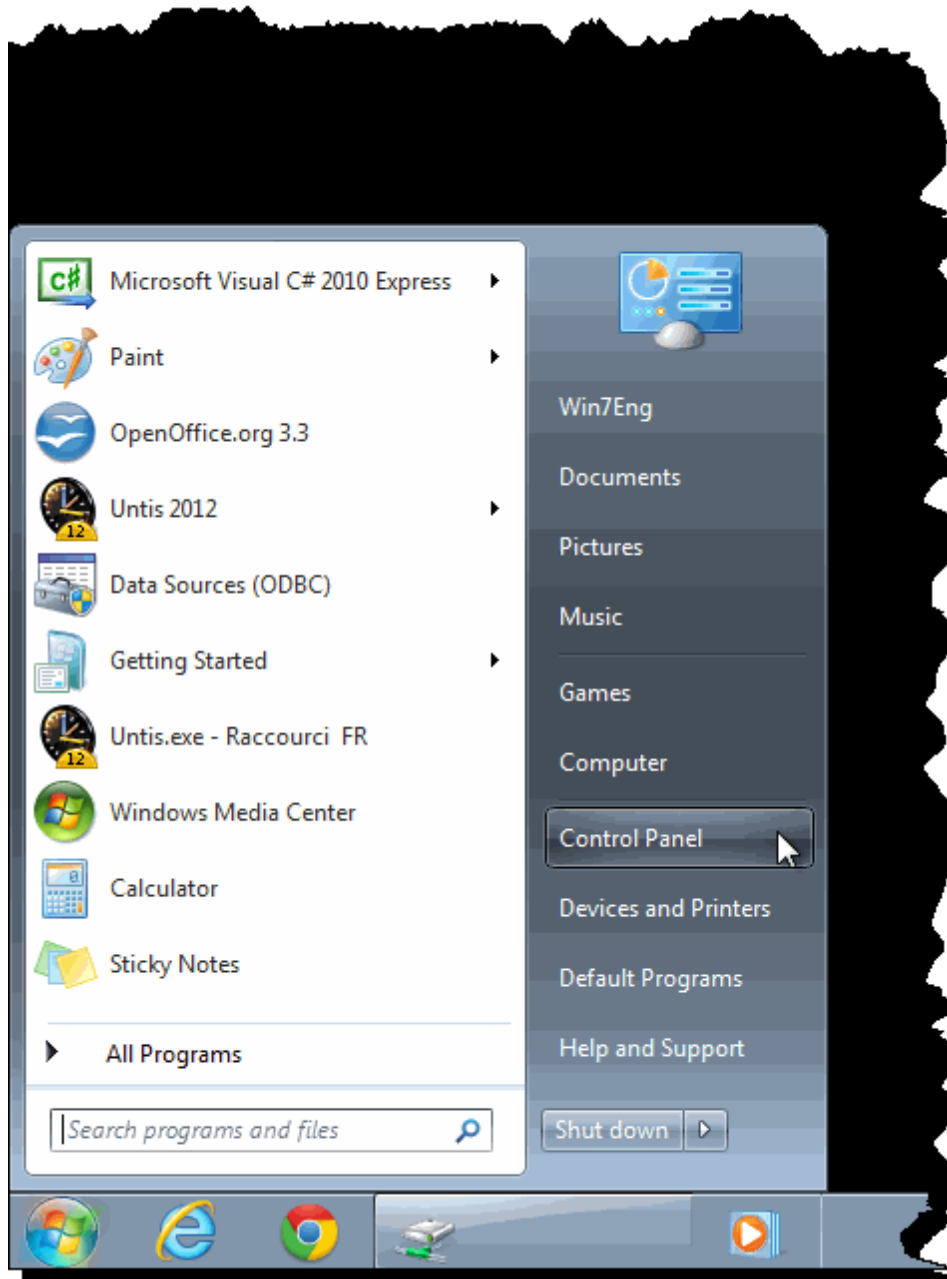 C#
Microsoft Visual C# 2010 Express
Paint
OpenOffice.org 3.3
12
Untis 2012
Data Sources (ODBC)
Getting Started
12
Untis.exe - Raccourci FR
Windows Media Center
Calculator
Sticky Notes
All Programs
Search programs and files
Win7Eng
Documents
Pictures
Music
Games
Computer
Control Panel
Devices and Printers
Default Programs
Help and Support
Shut down